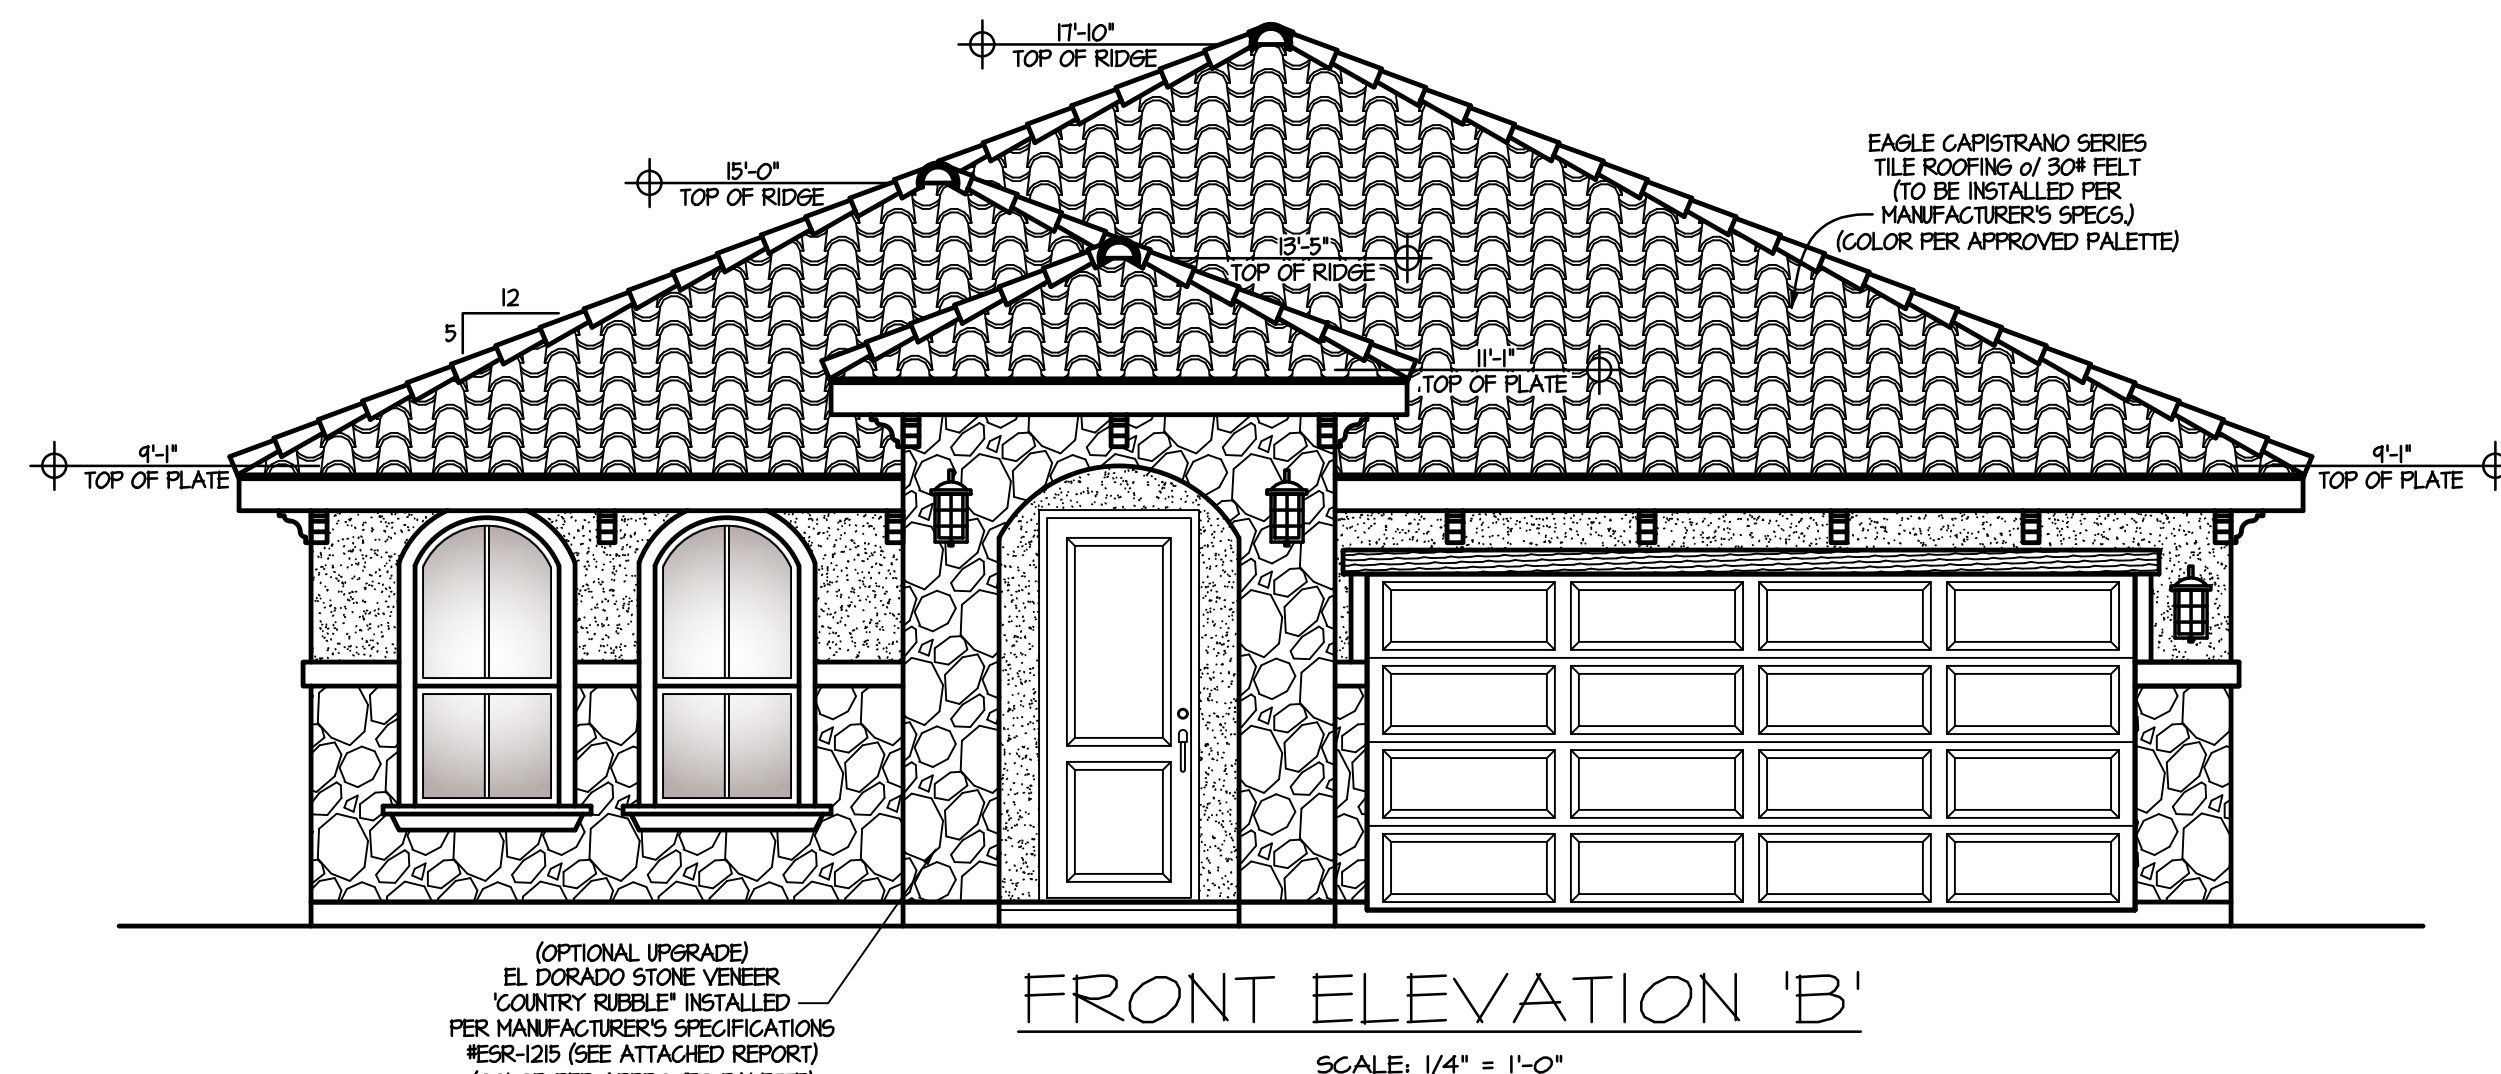 17'-10"
TOP OF RIDGE
15'-0"
TOP OF RIDGE
EAGLE CAPISTRANO SERIES
TILE ROOFING o/ 30# FELT
(TO BE INSTALLED PER
MANUFACTURER'S SPECS.)
(COLOR PER APPROVED PALETTE)
13'-5"
TOP OF RIDGE
12
5
11'-1"
TOP OF PLATE
9'-1"
TOP OF PLATE
9'-1"
TOP OF PLATE
(OPTIONAL UPGRADE)
EL DORADO STONE VENEER
'COUNTRY RUBBLE" INSTALLED
PER MANUFACTURER'S SPECIFICATIONS
#ESR-1215 (SEE ATTACHED REPORT)
FRONT ELEVATION 'B'
SCALE: 1/4" = 1'-0"